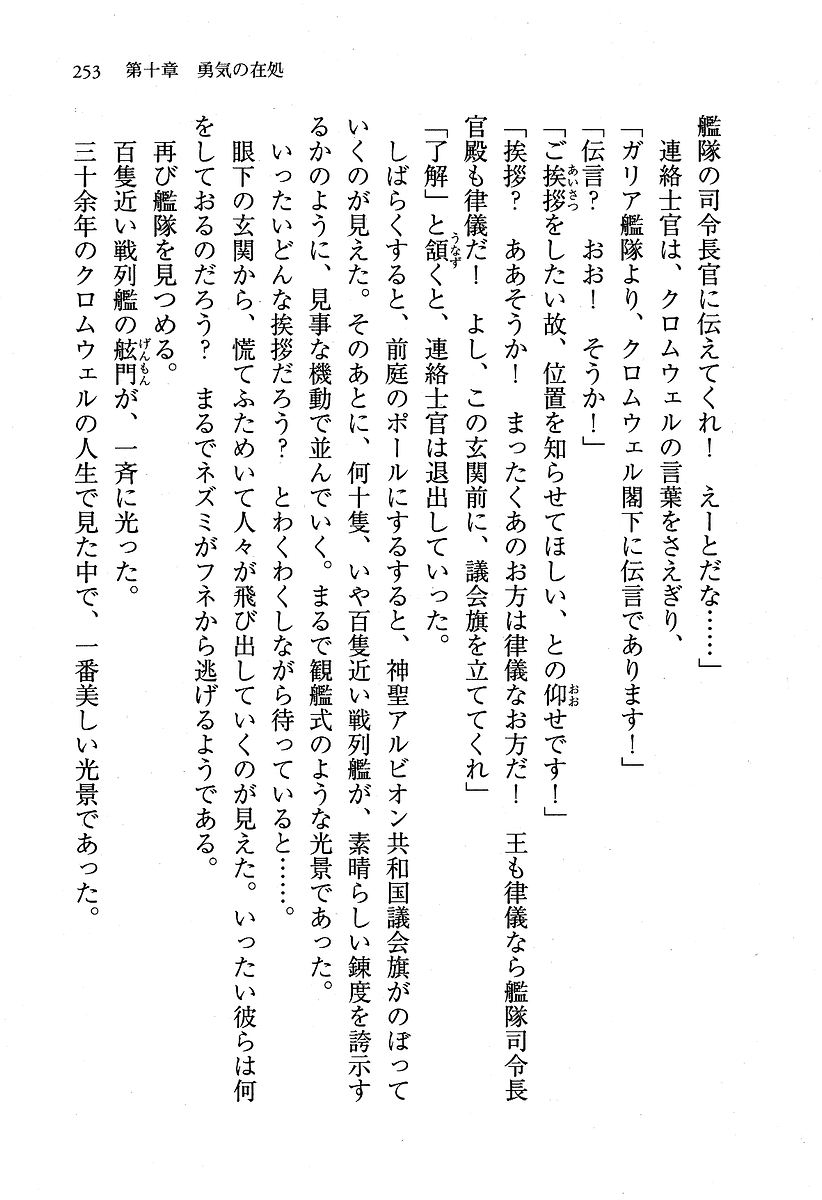 253　第十章　勇気の在処
艦隊の司令長官に伝えてくれ！　えーとだな……」
　連絡士官は、クロムウェルの言葉をさえぎり、
「ガリア艦隊より、クロムウェル閣下に伝言であります！」
「伝言？　おお！　そうか！」
「ご挨拶をしたい故、位置を知らせてほしい、との仰せです！」
「挨拶？　ああそうか！　まったくあのお方は律儀なお方だ！　王も律儀なら艦隊司令長
官殿も律儀だ！　よし、この玄関前に、議会旗を立ててくれ」
「了解」と頷くと、連絡士官は退出していった。
　しばらくすると、前庭のポールにするすると、神聖アルビオン共和国議会旗がのぼって
いくのが見えた。そのあとに、何十隻、いや百隻近い戦列艦が、素晴らしい錬度を誇示す
るかのように、見事な機動で並んでいく。まるで観艦式のような光景であった。
　いったいどんな挨拶だろう？　とわくわくしながら待っていると……。
　眼下の玄関から、慌てふためいて人々が飛び出していくのが見えた。いったい彼らは何
をしておるのだろう？　まるでネズミがフネから逃げるようである。
　再び艦隊を見つめる。
　百隻近い戦列艦の舷門が、一斉に光った。
　三十余年のクロムウェルの人生で見た中で、一番美しい光景であった。